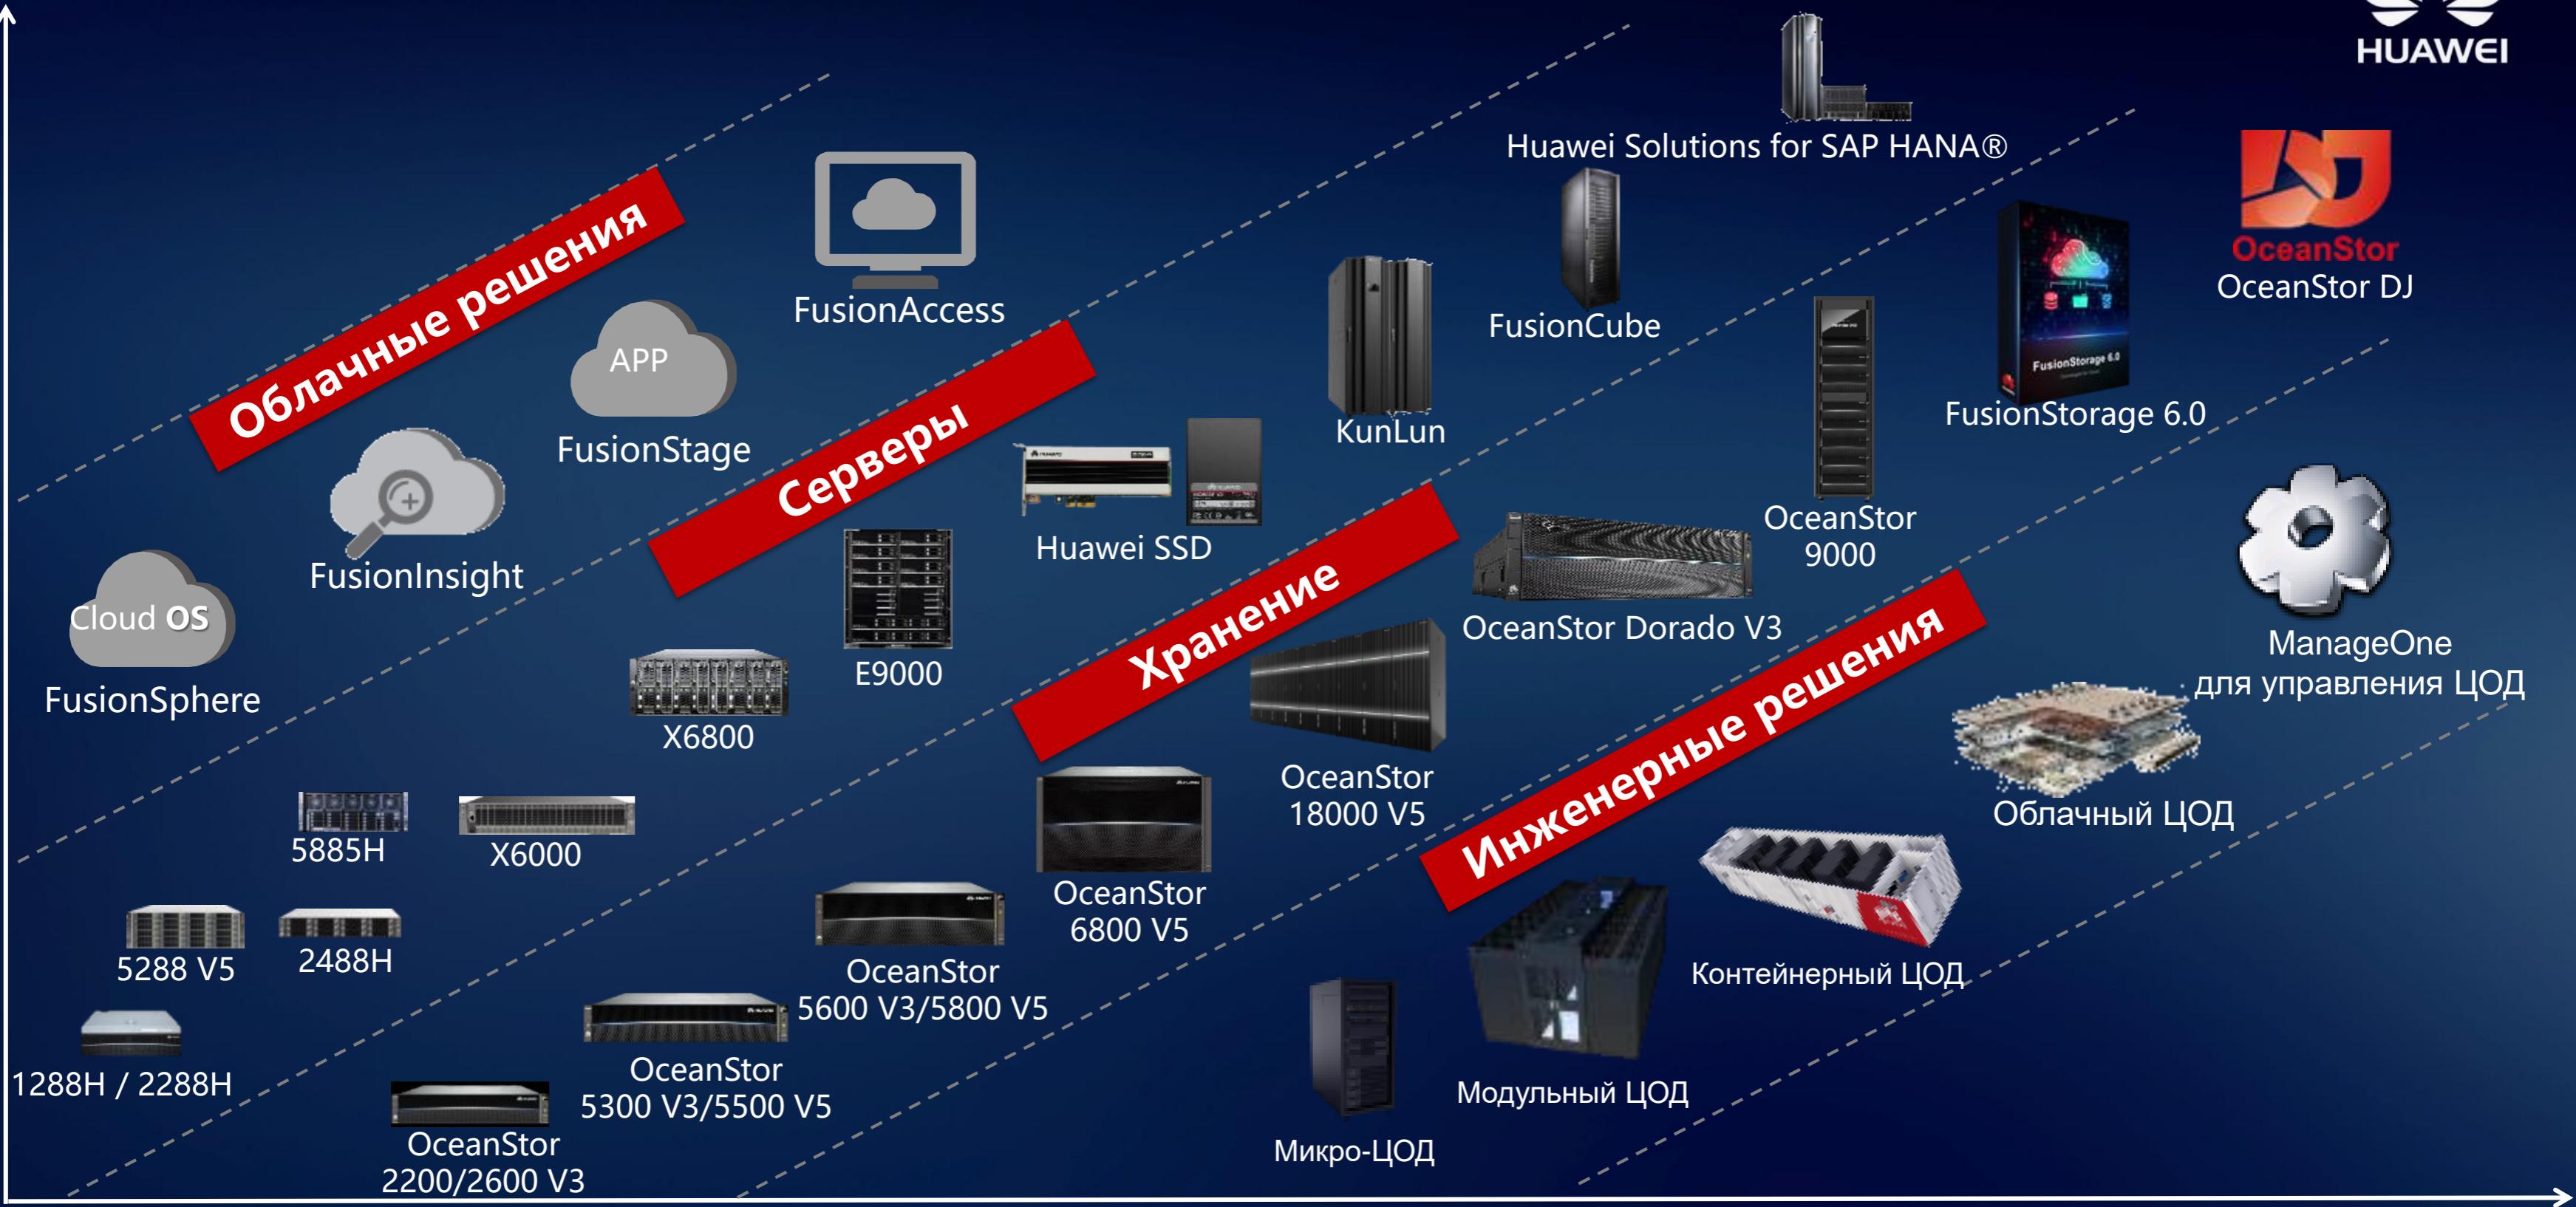 HUAWEI
Облачные решения
FusionAccess
APP
FusionStage
FusionInsight
Cloud OS
FusionSphere
Серверы
Huawei Solutions for SAP HANA®
FusionCube
KunLun
Huawei SSD
E9000
X6800
X6000
5885H
2488H
5288 V5
1288H / 2288H
Хранение
OceanStor
OceanStor DJ
FusionStorage 6.0
FusionStorage 6.0
OceanStor
9000
OceanStor Dorado V3
OceanStor
18000 V5
OceanStor
6800 V5
OceanStor
5600 V3/5800 V5
OceanStor
5300 V3/5500 V5
OceanStor
2200/2600 V3
Инженерные решения
ManageOne
для управления ЦОД
Облачный ЦОД
Контейнерный ЦОД
Модульный ЦОД
Микро-ЦОД